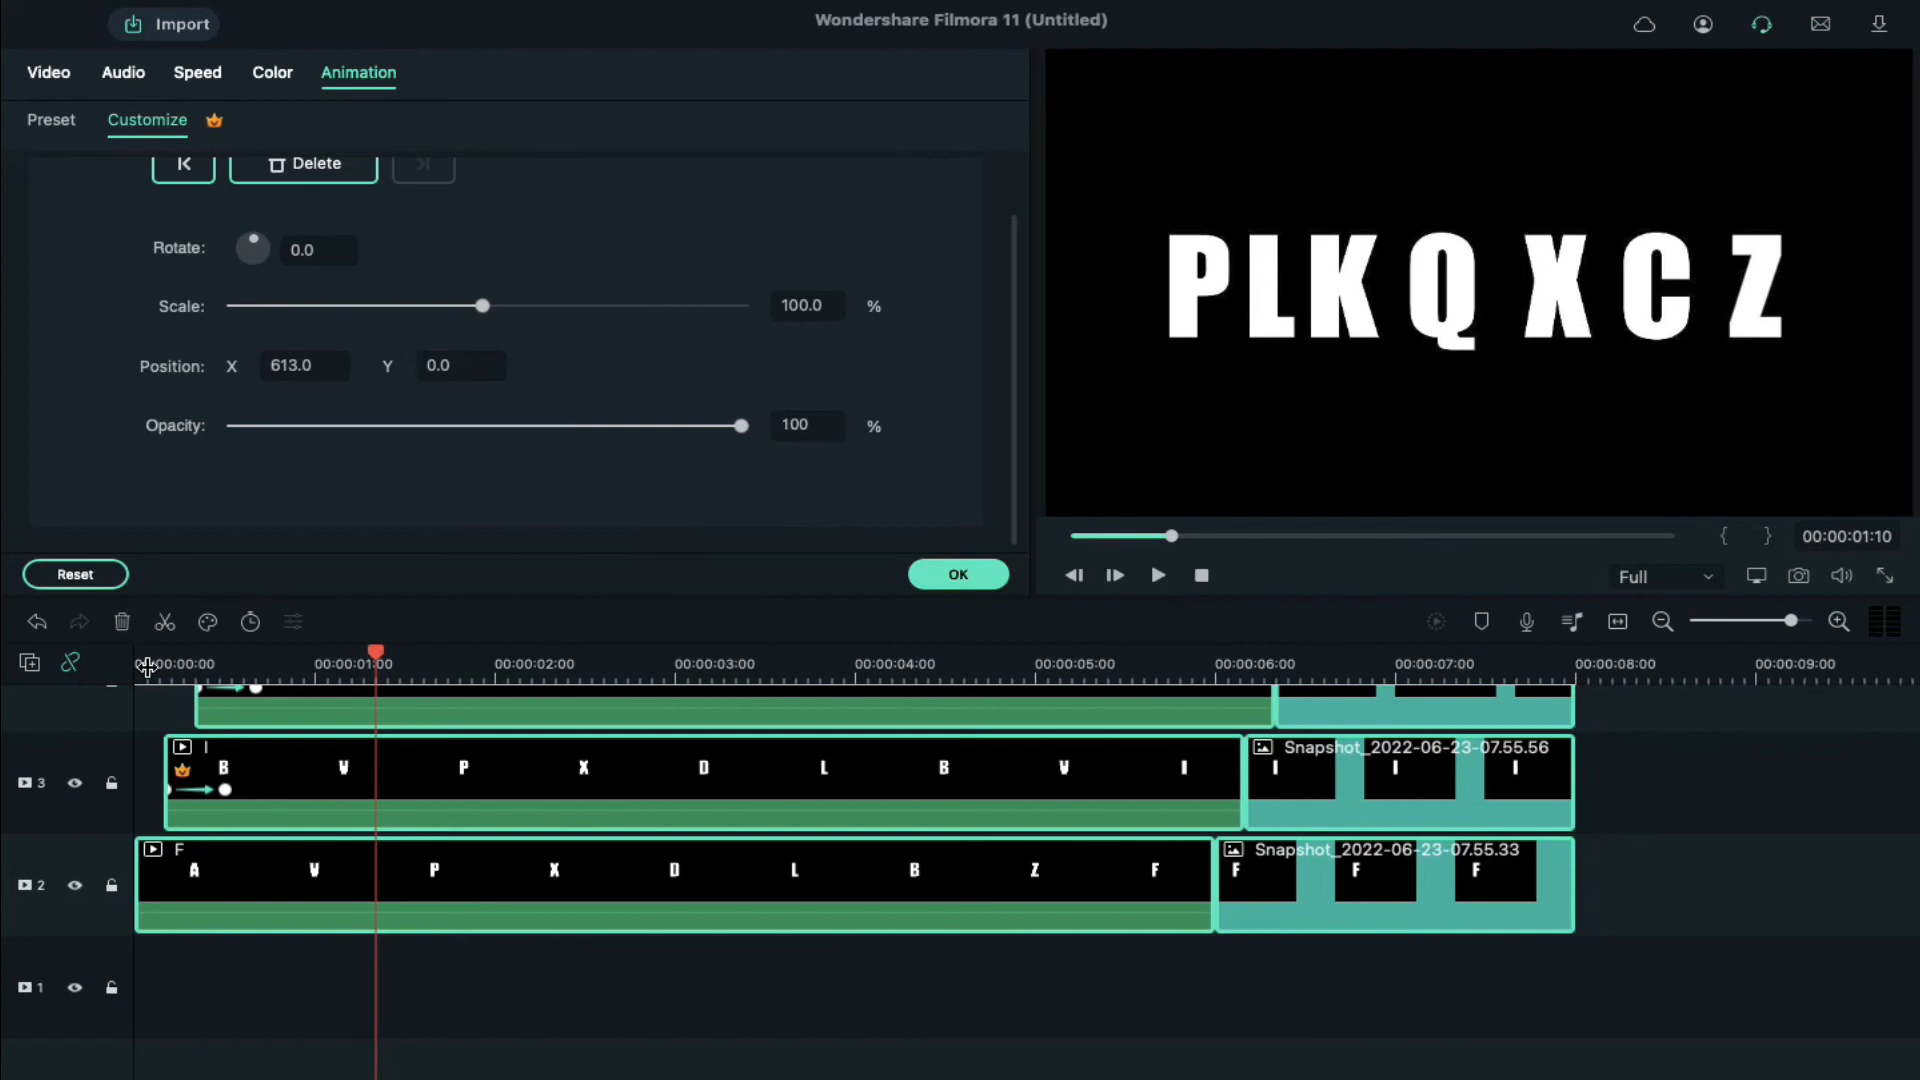 Import
Wondershare Filmora 11 (Untitled)
Video Audio Speed Color Animation
Preset Customize
Delete
Rotate: 0.0
Scale: 100.0 %
Position: X 613.0 Y 0.0
Opacity: 100 %
Reset OK
PLKQ XCZ
{ } 00:00:01:10
Full
00:00:00 00:00:01:00 00:00:02:00 00:00:03:00 00:00:04:00 00:00:05:00 00:00:06:00 00:00:07:00 00:00:08:00 00:00:09:00
I Snapshot_2022-06-23-07.55.56
3 B V P X D L B V I I I I
F Snapshot_2022-06-23-07.55.33
2 A V P X D L B Z F F F F
1